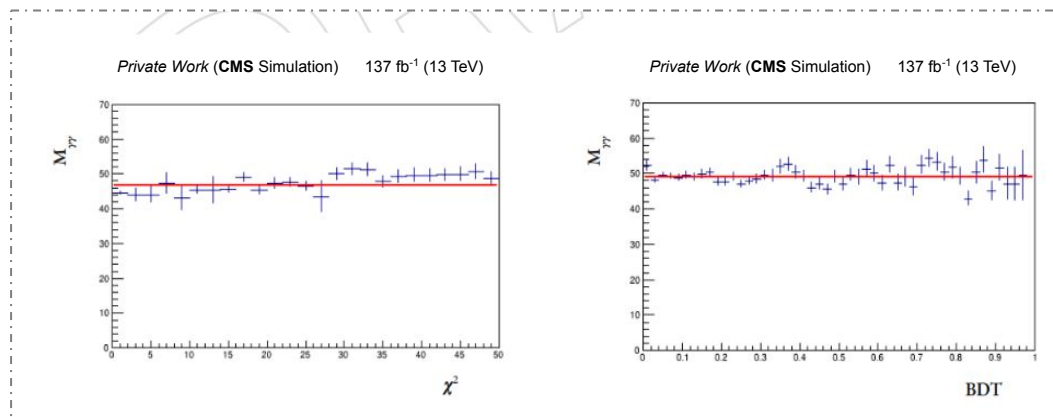 Private Work (CMS Simulation) 137 fb⁻¹ (13 TeV)
M_γγ
70
60
50
40
30
20
10
0
0 5 10 15 20 25 30 35 40 45 50
χ²
Private Work (CMS Simulation) 137 fb⁻¹ (13 TeV)
M_γγ
70
60
50
40
30
20
10
0
0 0.1 0.2 0.3 0.4 0.5 0.6 0.7 0.8 0.9 1
BDT